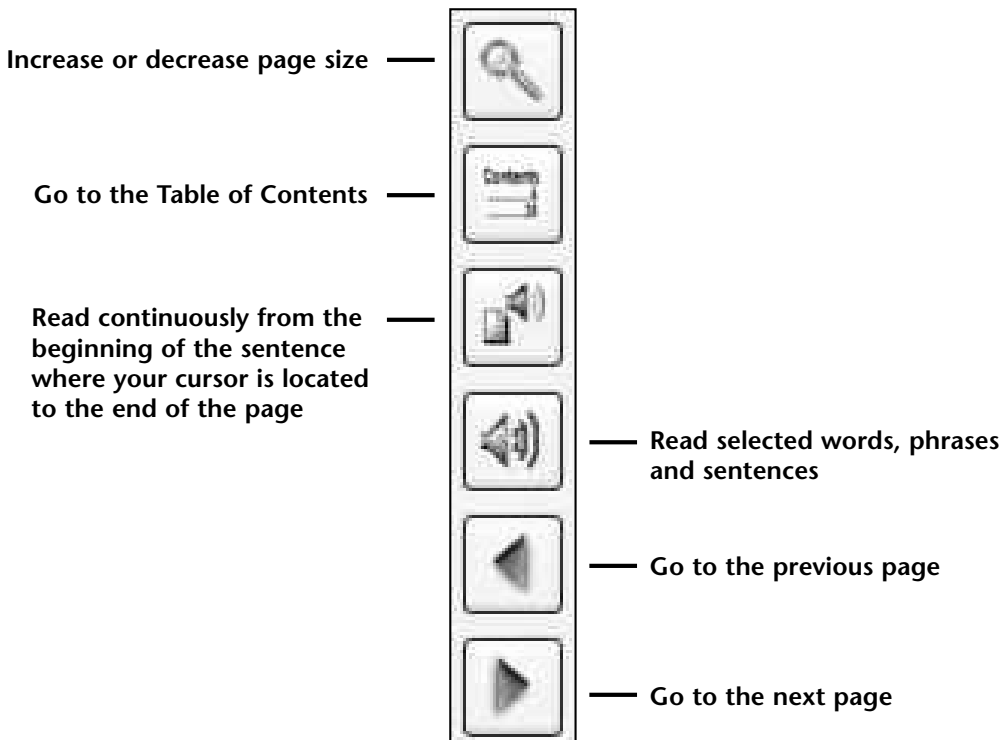 Increase or decrease page size
Contents
Go to the Table of Contents
Read continuously from the
beginning of the sentence
where your cursor is located
to the end of the page
Read selected words, phrases
and sentences
Go to the previous page
Go to the next page